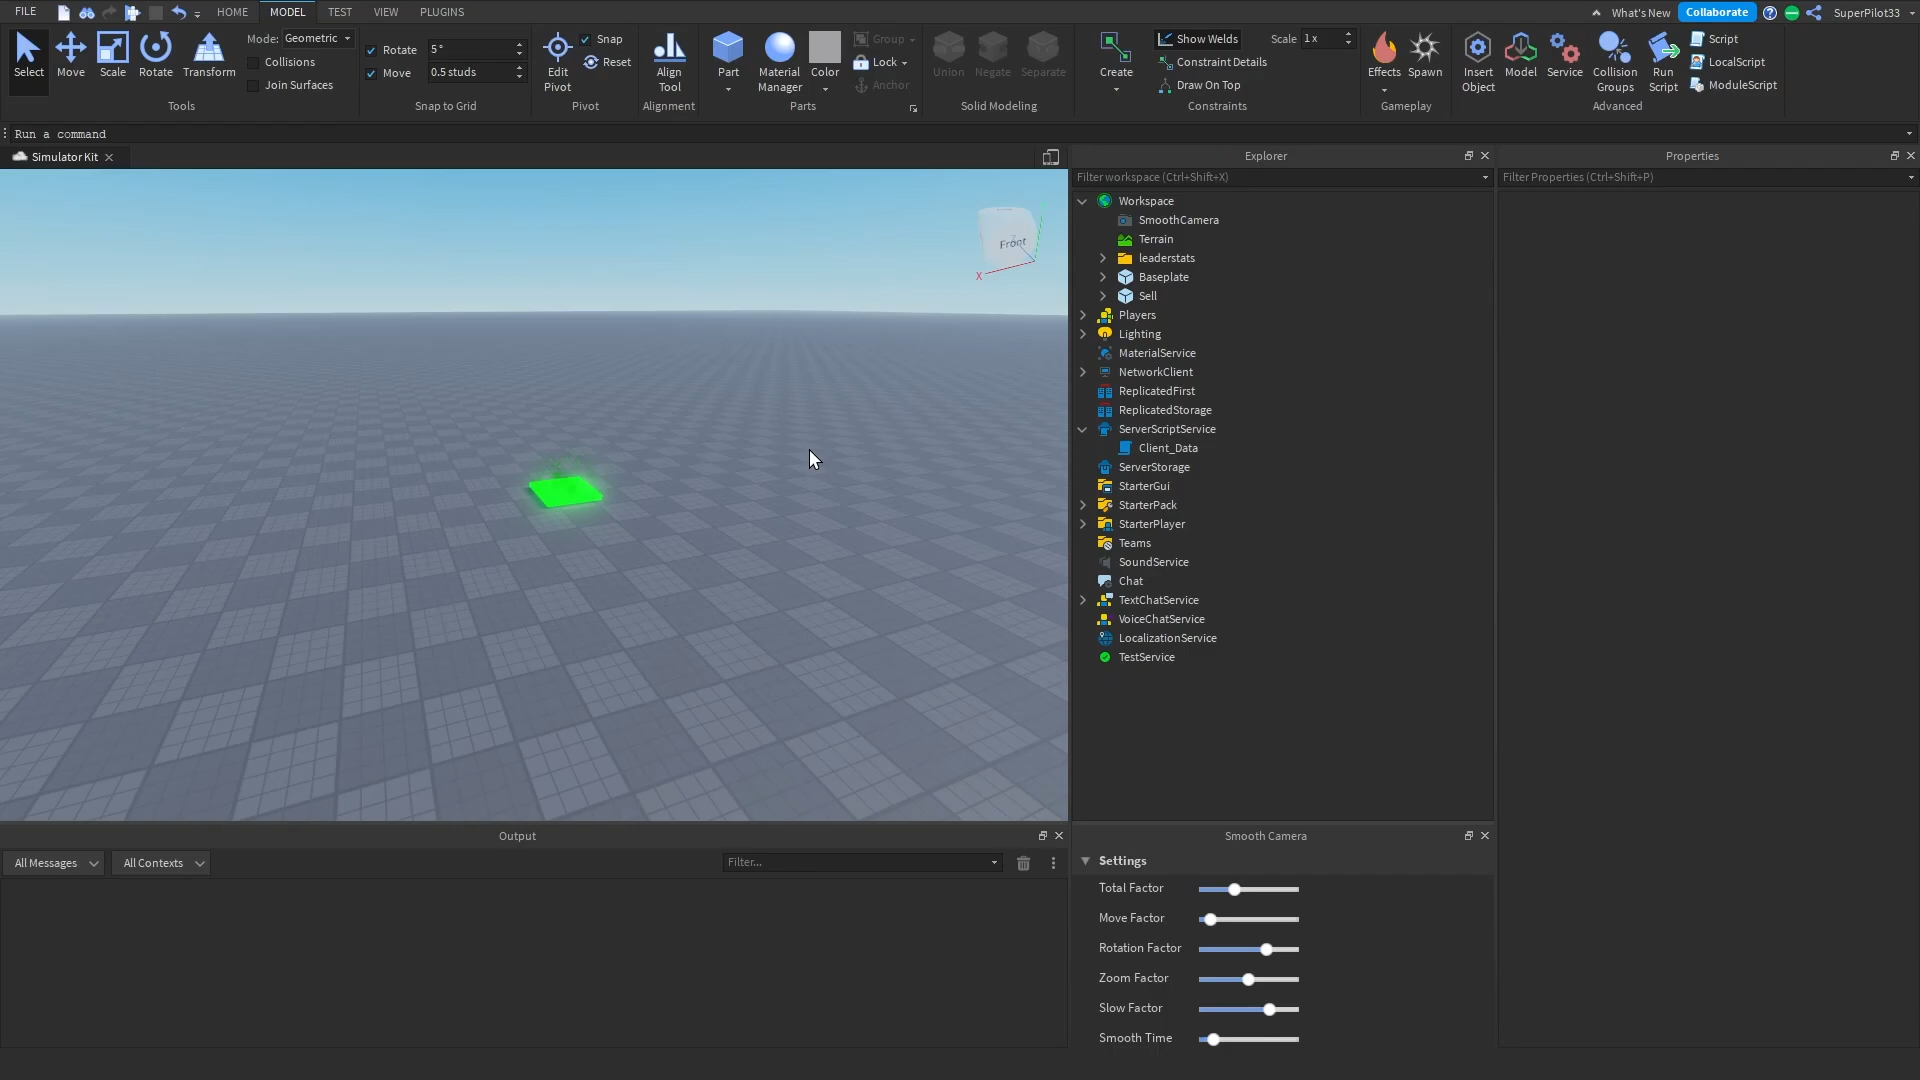 FILE HOME MODEL TEST VIEW PLUGINS What's New Collaborate SuperPilot33
Select Move Scale Rotate Transform
Mode: Geometric
Collisions
Join Surfaces
Tools
Rotate 5°
Move 0.5 studs
Snap to Grid
Edit Pivot
Snap
Reset
Pivot
Align Tool
Alignment
Part
Material Manager
Color
Group
Lock
Anchor
Parts
Union Negate Separate
Solid Modeling
Create
Show Welds Scale 1 x
Constraint Details
Draw On Top
Constraints
Effects Spawn
Gameplay
Insert Object
Model
Service
Collision Groups
Run Script
Script
LocalScript
ModuleScript
Advanced
Run a command
Simulator Kit
Front
X
Explorer
Filter workspace (Ctrl+Shift+X)
Workspace
SmoothCamera
Terrain
leaderstats
Baseplate
Sell
Players
Lighting
MaterialService
NetworkClient
ReplicatedFirst
ReplicatedStorage
ServerScriptService
Client_Data
ServerStorage
StarterGui
StarterPack
StarterPlayer
Teams
SoundService
Chat
TextChatService
VoiceChatService
LocalizationService
TestService
Properties
Filter Properties (Ctrl+Shift+P)
Output
All Messages All Contexts Filter...
Smooth Camera
Settings
Total Factor
Move Factor
Rotation Factor
Zoom Factor
Slow Factor
Smooth Time